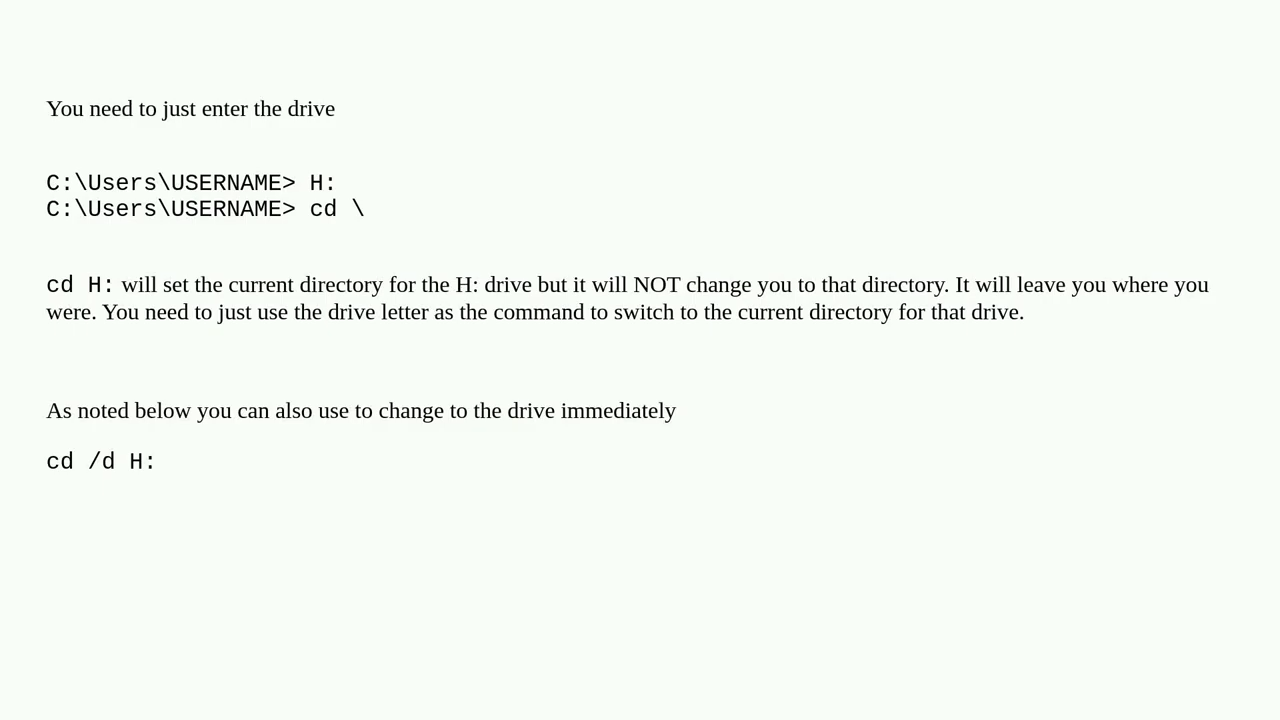 You need to just enter the drive
C:\Users\USERNAME> H:
C:\Users\USERNAME> cd \
cd H: will set the current directory for the H: drive but it will NOT change you to that directory. It will leave you where you
were. You need to just use the drive letter as the command to switch to the current directory for that drive.
As noted below you can also use to change to the drive immediately
cd /d H: